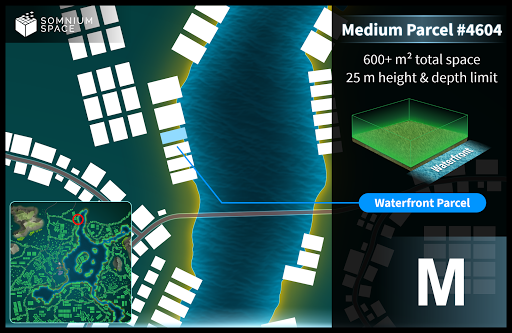 SOMNIUM
SPACE
Medium Parcel #4604
600+ m² total space
25 m height & depth limit
Waterfront
Waterfront Parcel
M